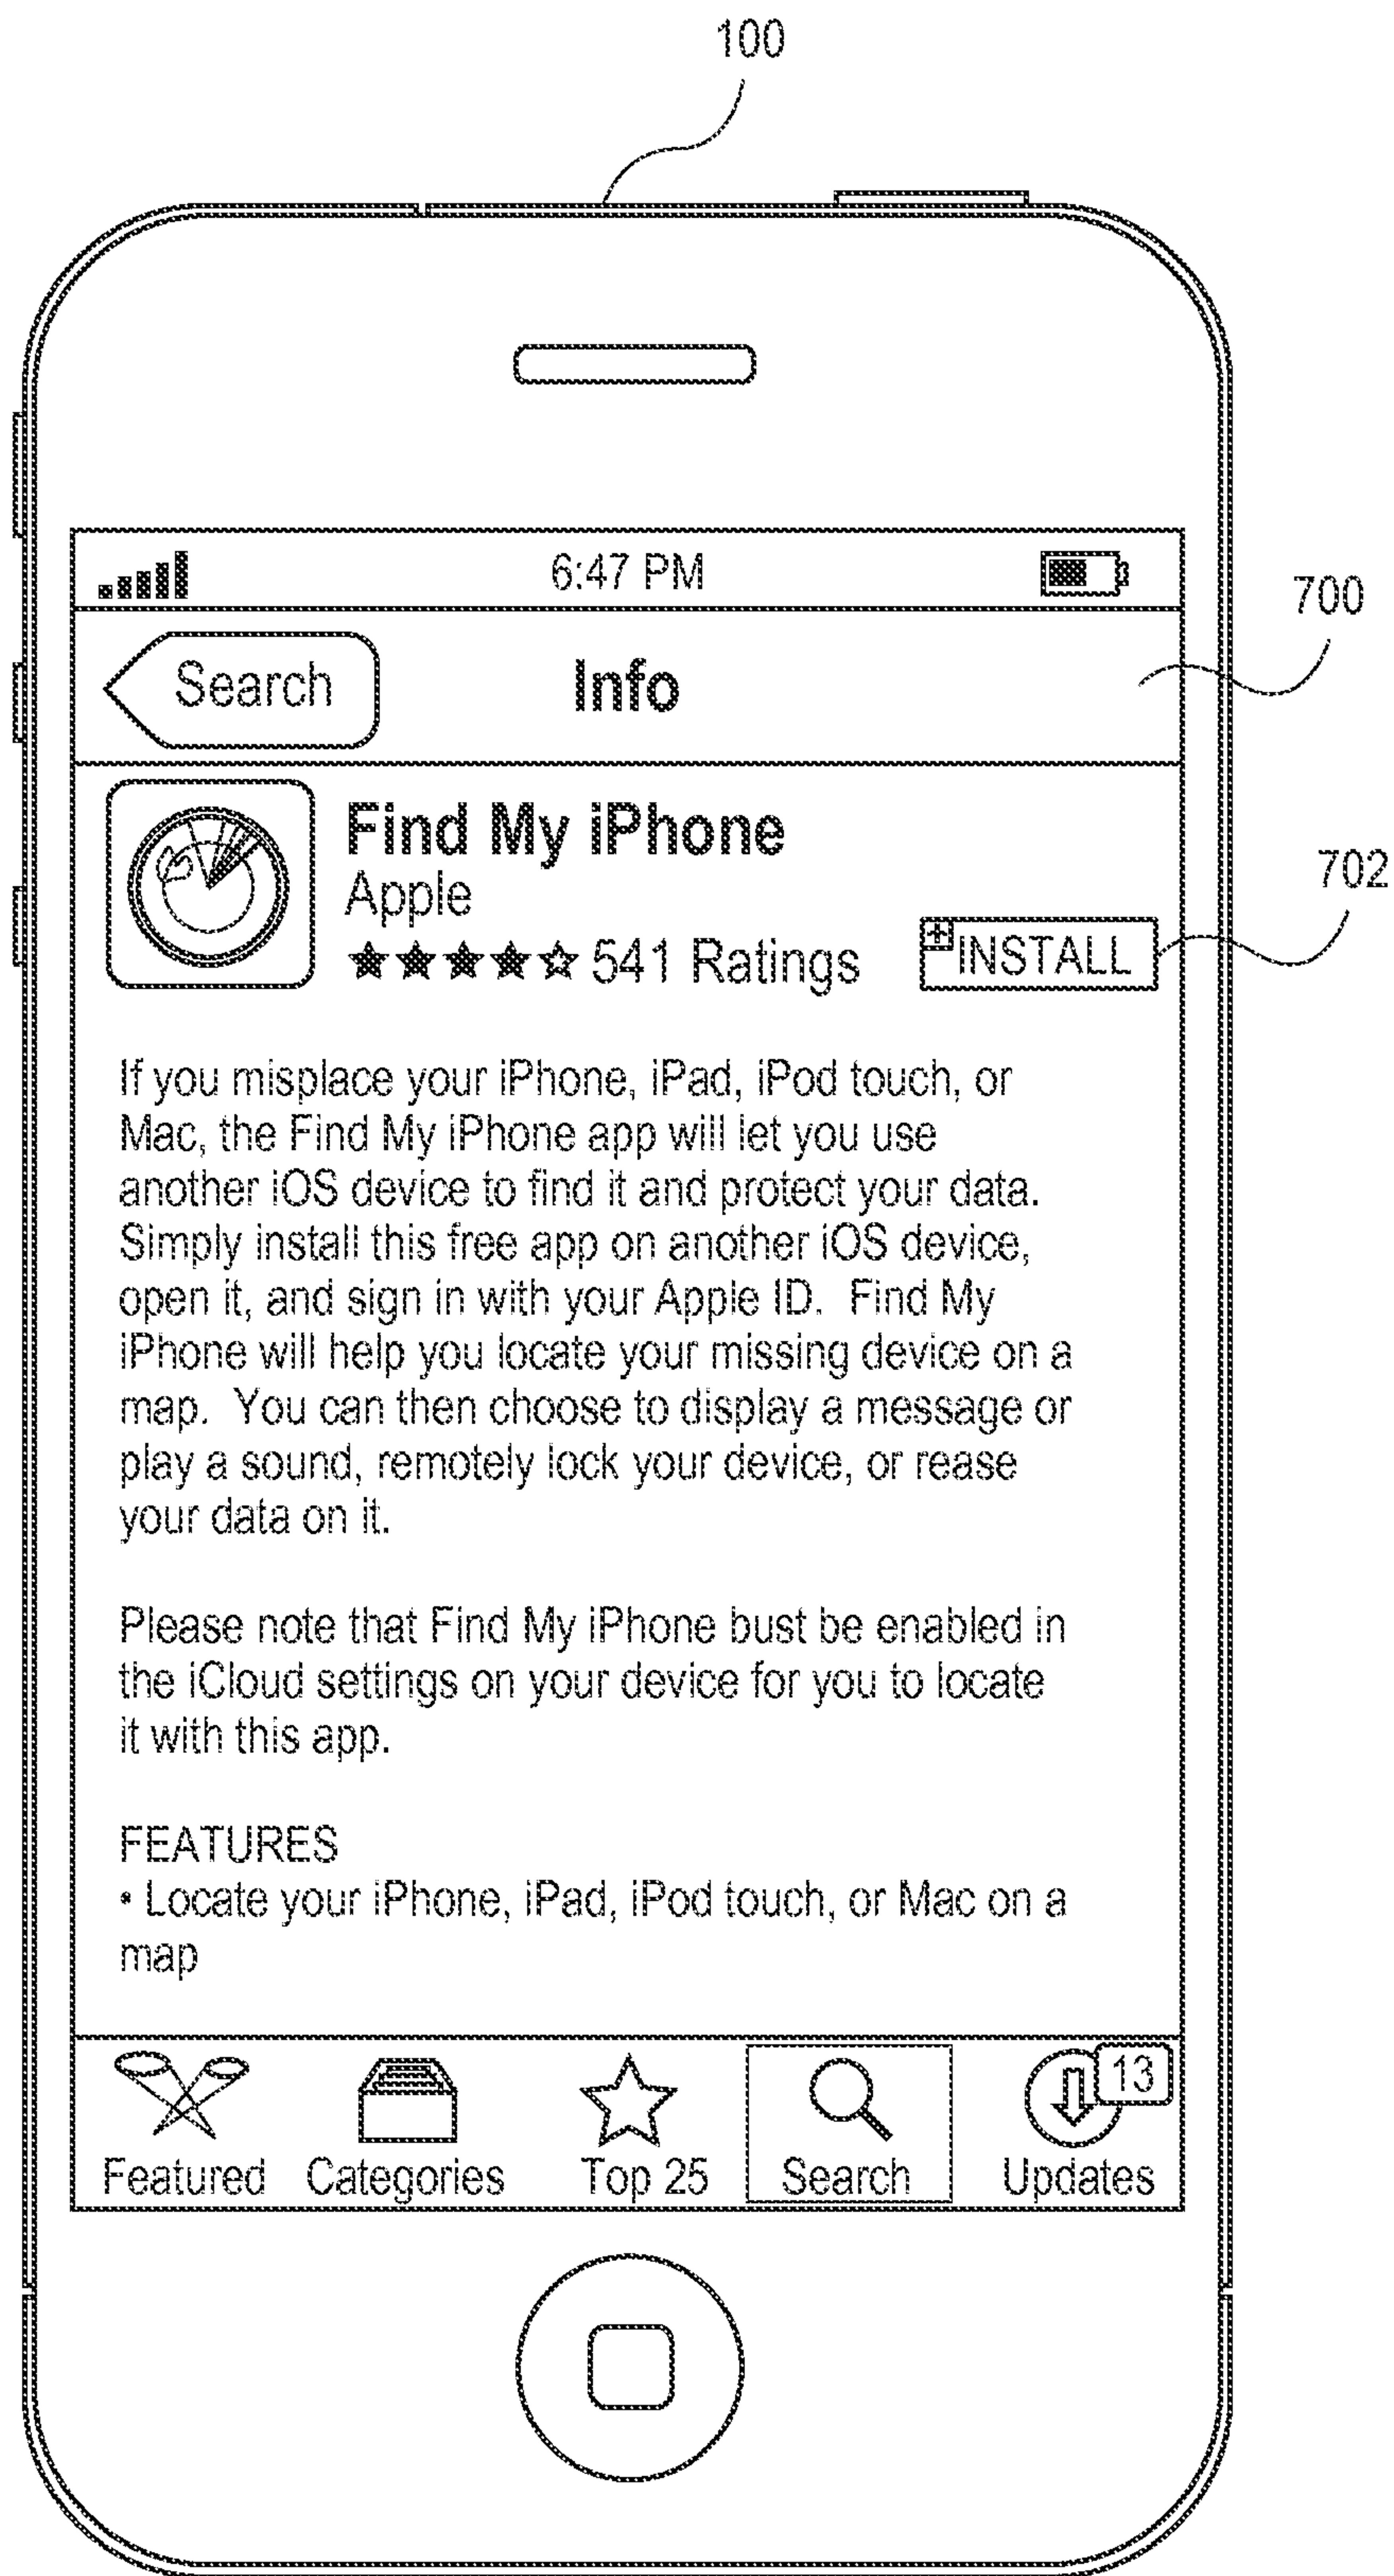 100
6:47 PM
700
Search
Info
Find My iPhone
Apple
541 Ratings
INSTALL
702
If you misplace your iPhone, iPad, iPod touch, or
Mac, the Find My iPhone app will let you use
another iOS device to find it and protect your data.
Simply install this free app on another iOS device,
open it, and sign in with your Apple ID. Find My
iPhone will help you locate your missing device on a
map. You can then choose to display a message or
play a sound, remotely lock your device, or rease
your data on it.
Please note that Find My iPhone bust be enabled in
the iCloud settings on your device for you to locate
it with this app.
FEATURES
• Locate your iPhone, iPad, iPod touch, or Mac on a
map
13
Featured Categories Top 25 Search Updates